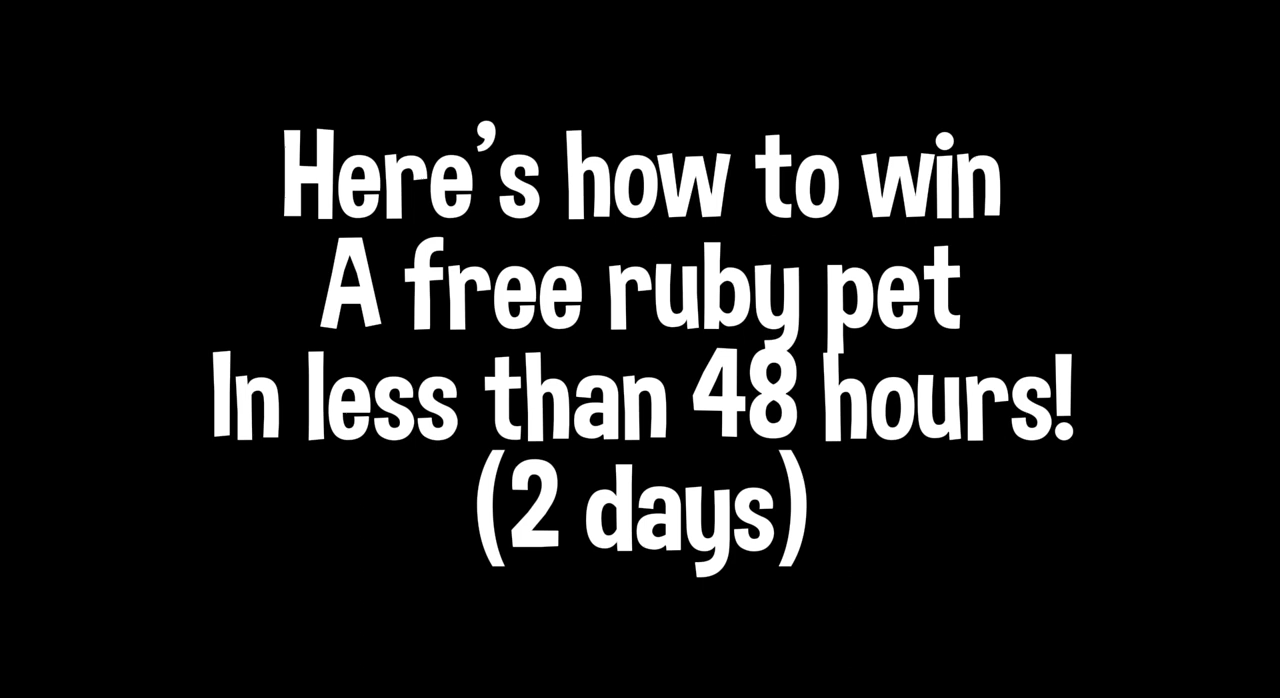 Here’s how to win
A free ruby pet
In less than 48 hours!
(2 days)